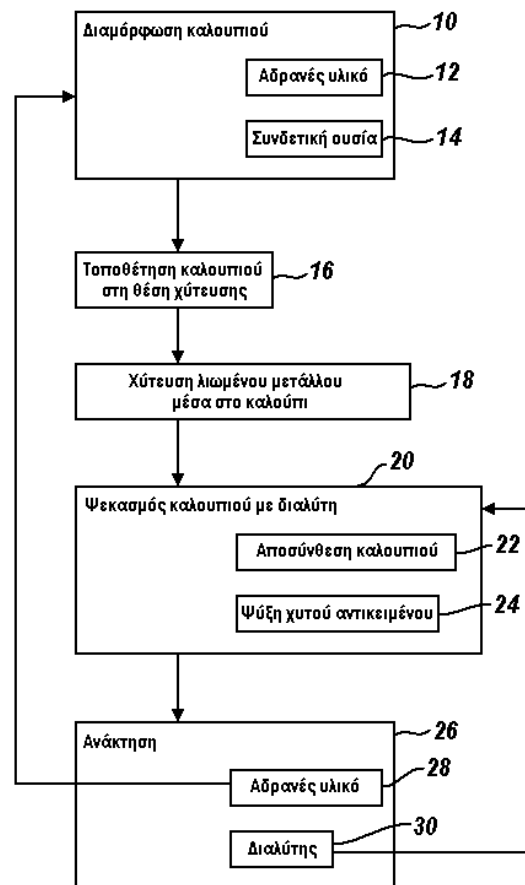 Διαμόρφωση καλουπιού
10
Αδρανές υλικό
12
Συνδετική ουσία
14
Τοποθέτηση καλουπιού
στη θέση χύτευσης
16
Χύτευση λιωμένου μετάλλου
μέσα στο καλούπι
18
20
Ψεκασμός καλουπιού με διαλύτη
Αποσύνθεση καλουπιού
22
Ψύξη χυτού αντικειμένου
24
Ανάκτηση
26
Αδρανές υλικό
28
Διαλύτης
30